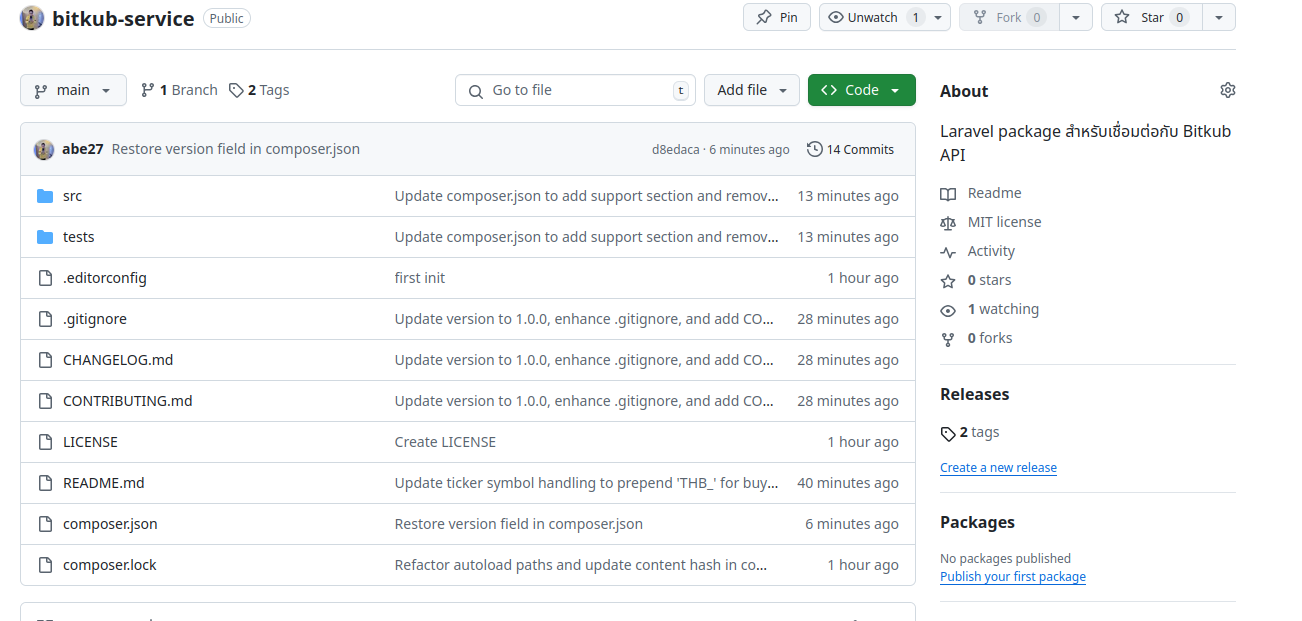 bitkub-service Public Pin Unwatch 1 Fork 0 Star 0
main 1 Branch 2 Tags Go to file t Add file Code
abe27 Restore version field in composer.json d8edaca · 6 minutes ago 14 Commits
src Update composer.json to add support section and remov... 13 minutes ago
tests Update composer.json to add support section and remov... 13 minutes ago
.editorconfig first init 1 hour ago
.gitignore Update version to 1.0.0, enhance .gitignore, and add CO... 28 minutes ago
CHANGELOG.md Update version to 1.0.0, enhance .gitignore, and add CO... 28 minutes ago
CONTRIBUTING.md Update version to 1.0.0, enhance .gitignore, and add CO... 28 minutes ago
LICENSE Create LICENSE 1 hour ago
README.md Update ticker symbol handling to prepend 'THB_' for buy... 40 minutes ago
composer.json Restore version field in composer.json 6 minutes ago
composer.lock Refactor autoload paths and update content hash in co... 1 hour ago
About
Laravel package สำหรับเชื่อมต่อกับ Bitkub
API
Readme
MIT license
Activity
0 stars
1 watching
0 forks
Releases
2 tags
Create a new release
Packages
No packages published
Publish your first package